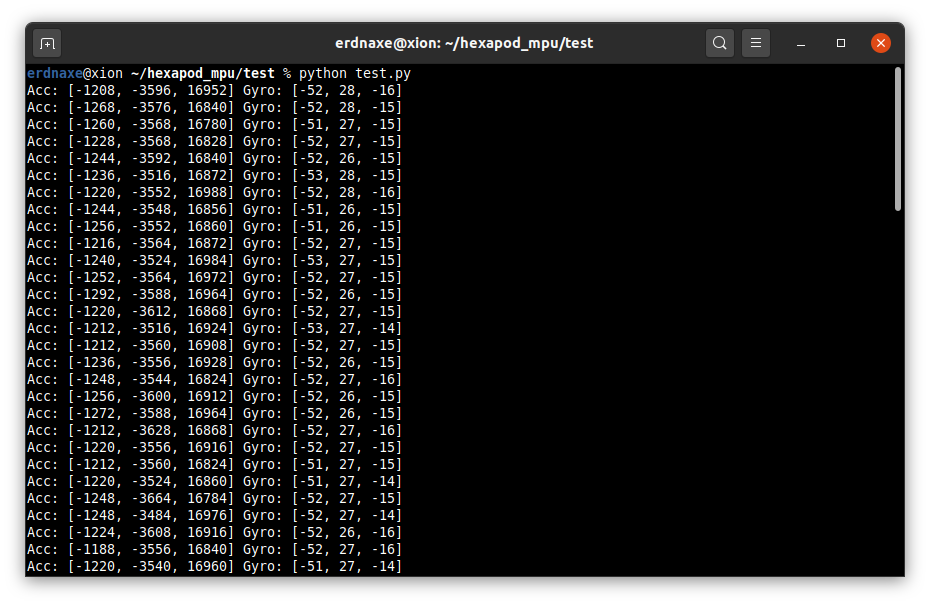 erdnaxe@xion: ~/hexapod_mpu/test
erdnaxe@xion ~/hexapod_mpu/test % python test.py
Acc: [-1208, -3596, 16952] Gyro: [-52, 28, -16]
Acc: [-1268, -3576, 16840] Gyro: [-52, 28, -15]
Acc: [-1260, -3568, 16780] Gyro: [-51, 27, -15]
Acc: [-1228, -3568, 16828] Gyro: [-52, 27, -15]
Acc: [-1244, -3592, 16840] Gyro: [-52, 26, -15]
Acc: [-1236, -3516, 16872] Gyro: [-53, 28, -15]
Acc: [-1220, -3552, 16988] Gyro: [-52, 28, -16]
Acc: [-1244, -3548, 16856] Gyro: [-51, 26, -15]
Acc: [-1256, -3552, 16860] Gyro: [-51, 26, -15]
Acc: [-1216, -3564, 16872] Gyro: [-52, 27, -15]
Acc: [-1240, -3524, 16984] Gyro: [-53, 27, -15]
Acc: [-1252, -3564, 16972] Gyro: [-52, 27, -15]
Acc: [-1292, -3588, 16964] Gyro: [-52, 26, -15]
Acc: [-1220, -3612, 16868] Gyro: [-52, 27, -15]
Acc: [-1212, -3516, 16924] Gyro: [-53, 27, -14]
Acc: [-1212, -3560, 16908] Gyro: [-52, 27, -15]
Acc: [-1236, -3556, 16928] Gyro: [-52, 26, -15]
Acc: [-1248, -3544, 16824] Gyro: [-52, 27, -16]
Acc: [-1256, -3600, 16912] Gyro: [-52, 26, -15]
Acc: [-1272, -3588, 16964] Gyro: [-52, 26, -15]
Acc: [-1212, -3628, 16868] Gyro: [-52, 27, -16]
Acc: [-1220, -3556, 16916] Gyro: [-52, 27, -15]
Acc: [-1212, -3560, 16824] Gyro: [-51, 27, -15]
Acc: [-1220, -3524, 16860] Gyro: [-51, 27, -14]
Acc: [-1248, -3664, 16784] Gyro: [-52, 27, -15]
Acc: [-1248, -3484, 16976] Gyro: [-52, 27, -14]
Acc: [-1224, -3608, 16916] Gyro: [-52, 26, -16]
Acc: [-1188, -3556, 16840] Gyro: [-52, 27, -16]
Acc: [-1220, -3540, 16960] Gyro: [-51, 27, -14]